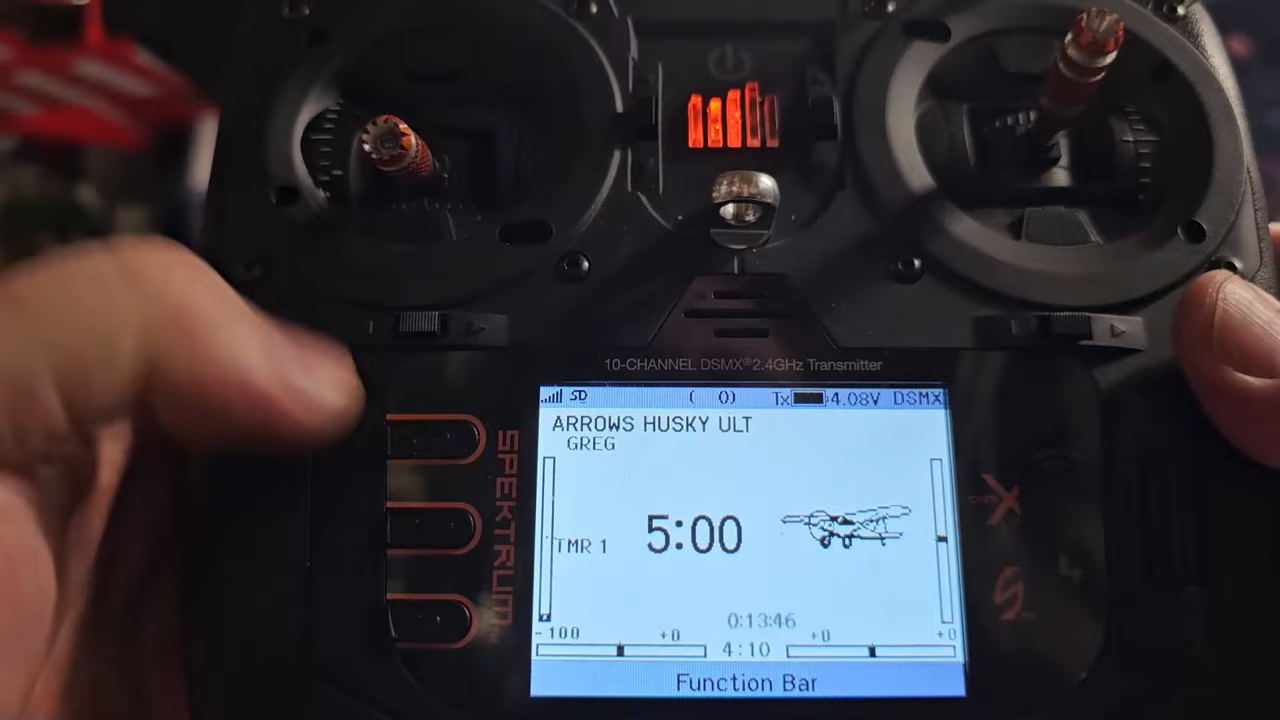 10-CHANNEL DSMX® 2.4GHz Transmitter
SD ( ()) Tx 4.08V DSMX
ARROWS HUSKY ULT
GREG
TMR 1 5:00
0:13:46
-100 +0 +0 +0
4:10
Function Bar
SPEKTRUM